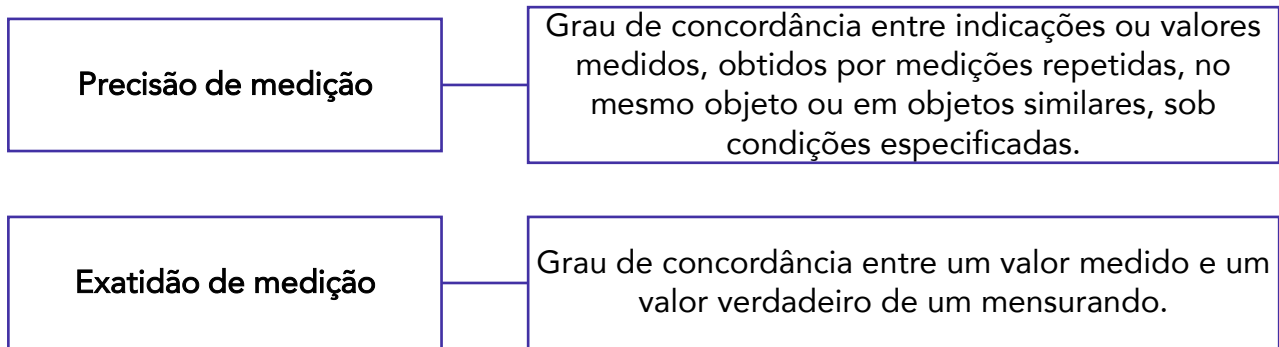 Precisão de medição
Grau de concordância entre indicações ou valores
medidos, obtidos por medições repetidas, no
mesmo objeto ou em objetos similares, sob
condições especificadas.
Exatidão de medição
Grau de concordância entre um valor medido e um
valor verdadeiro de um mensurando.